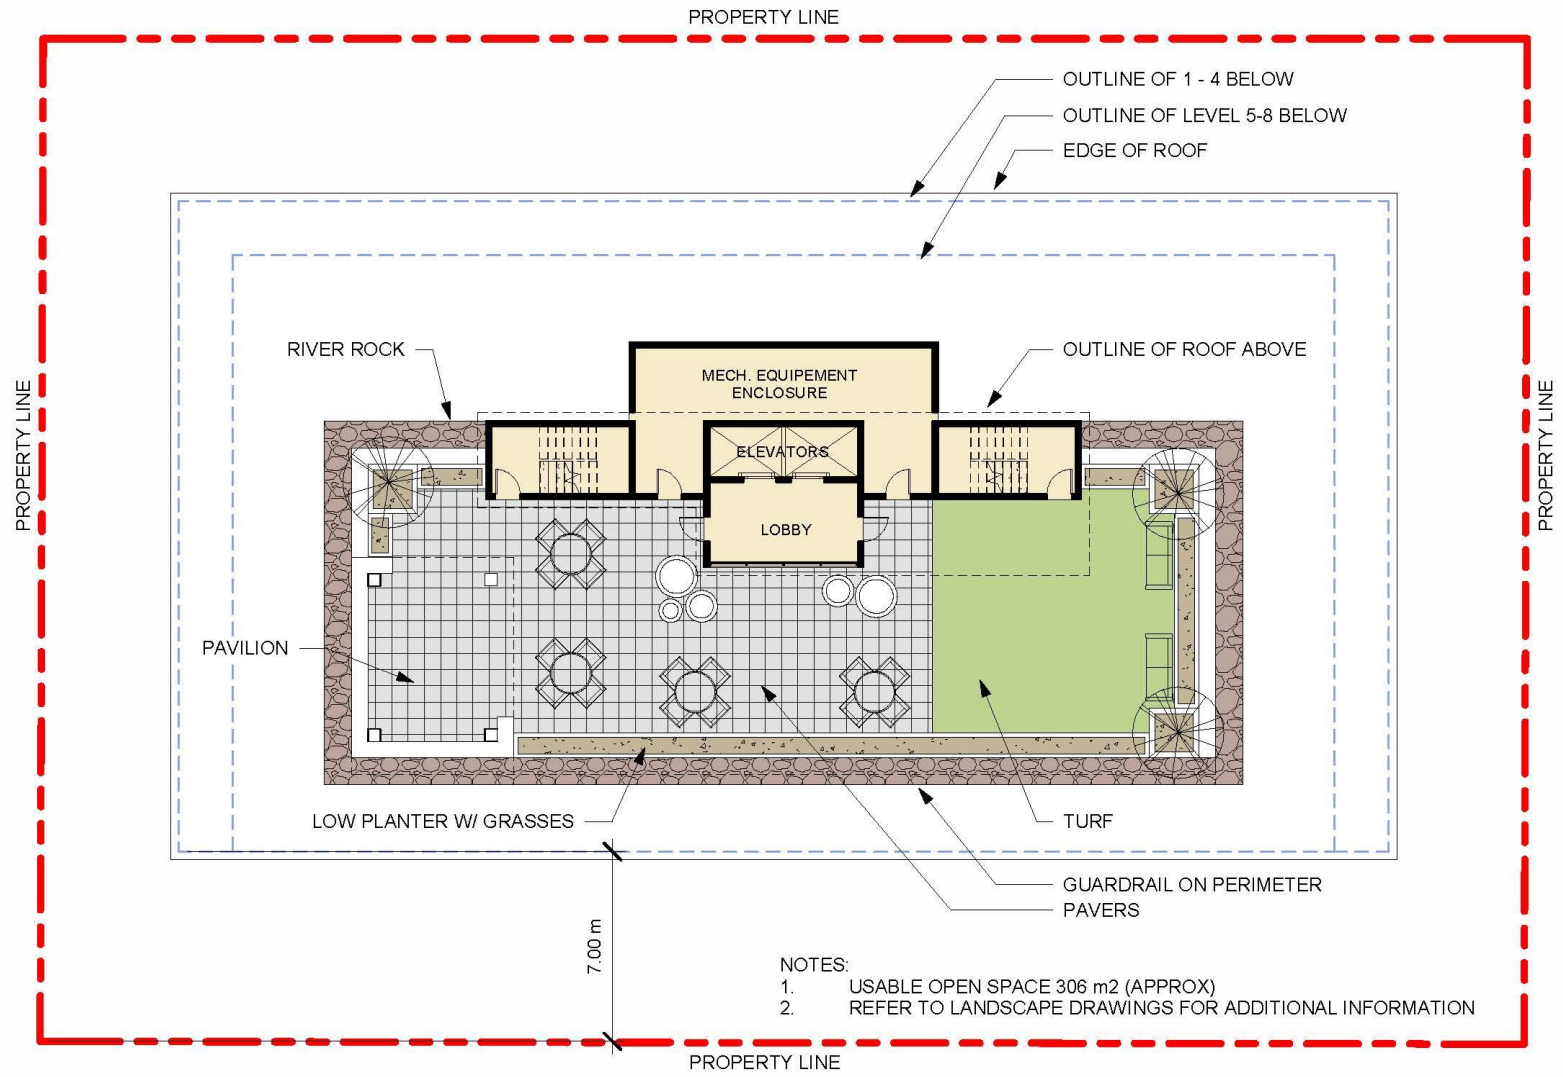 PROPERTY LINE
OUTLINE OF 1 - 4 BELOW
OUTLINE OF LEVEL 5-8 BELOW
EDGE OF ROOF
RIVER ROCK
OUTLINE OF ROOF ABOVE
MECH. EQUIPEMENT
ENCLOSURE
PROPERTY LINE
PROPERTY LINE
ELEVATORS
LOBBY
PAVILION
LOW PLANTER W/ GRASSES
TURF
GUARDRAIL ON PERIMETER
PAVERS
7.00 m
NOTES:
1. USABLE OPEN SPACE 306 m2 (APPROX)
2. REFER TO LANDSCAPE DRAWINGS FOR ADDITIONAL INFORMATION
PROPERTY LINE